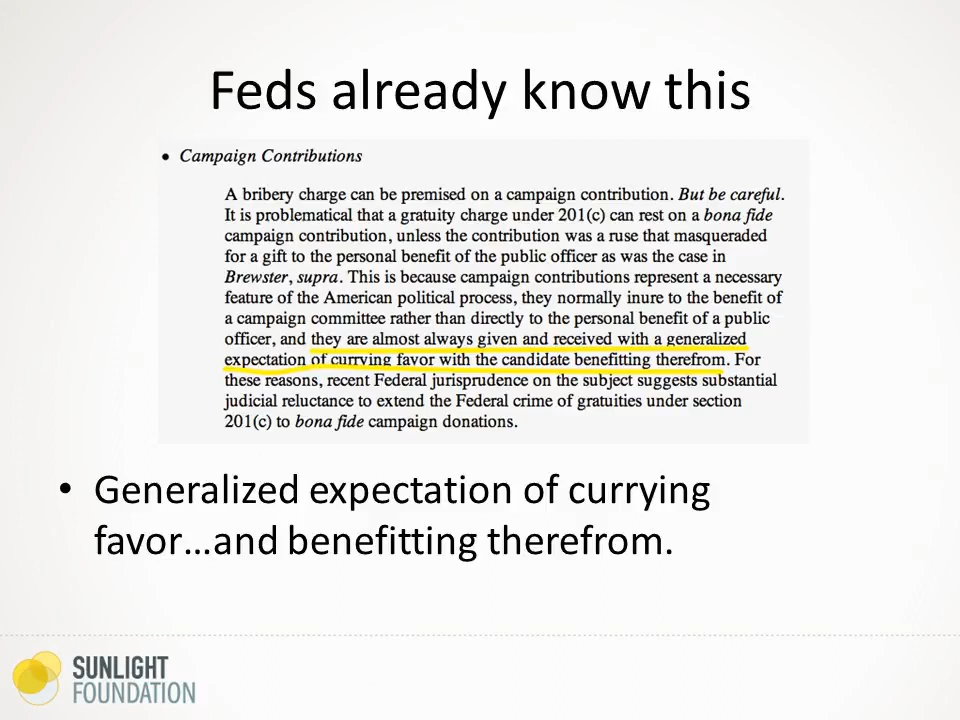 Feds already know this
• Campaign Contributions
A bribery charge can be premised on a campaign contribution. But be careful.
It is problematical that a gratuity charge under 201(c) can rest on a bona fide
campaign contribution, unless the contribution was a ruse that masqueraded
for a gift to the personal benefit of the public officer as was the case in
Brewster, supra. This is because campaign contributions represent a necessary
feature of the American political process, they normally inure to the benefit of
a campaign committee rather than directly to the personal benefit of a public
officer, and they are almost always given and received with a generalized
expectation of currying favor with the candidate benefitting therefrom. For
these reasons, recent Federal jurisprudence on the subject suggests substantial
judicial reluctance to extend the Federal crime of gratuities under section
201(c) to bona fide campaign donations.
• Generalized expectation of currying
favor…and benefitting therefrom.
SUNLIGHT
FOUNDATION